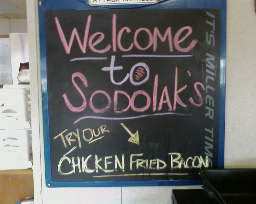 Welcome
to
Sodolak's
Try Our
Chicken Fried Bacon
IT'S MILLER TIME